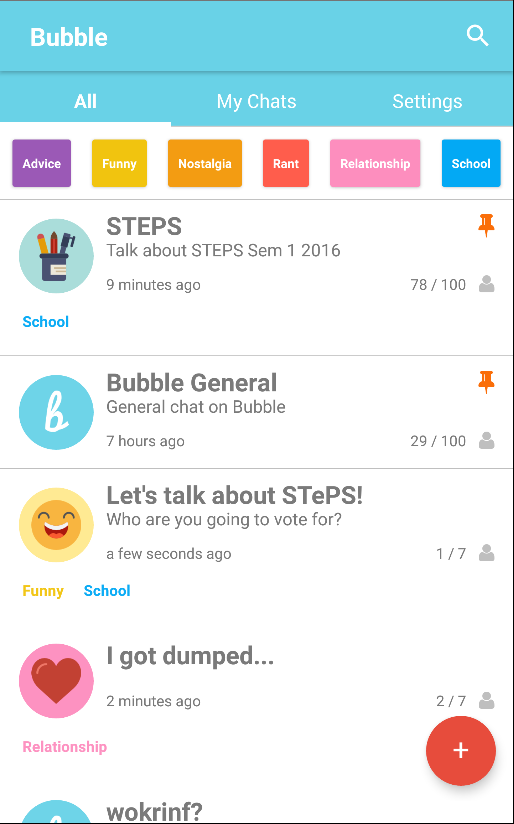 Bubble
All My Chats Settings
Advice Funny Nostalgia Rant Relationship School
STEPS
Talk about STEPS Sem 1 2016
9 minutes ago 78 / 100
School
b
Bubble General
General chat on Bubble
7 hours ago 29 / 100
Let's talk about STePS!
Who are you going to vote for?
a few seconds ago 1 / 7
Funny School
I got dumped...
2 minutes ago 2 / 7
Relationship
+
wokrinf?